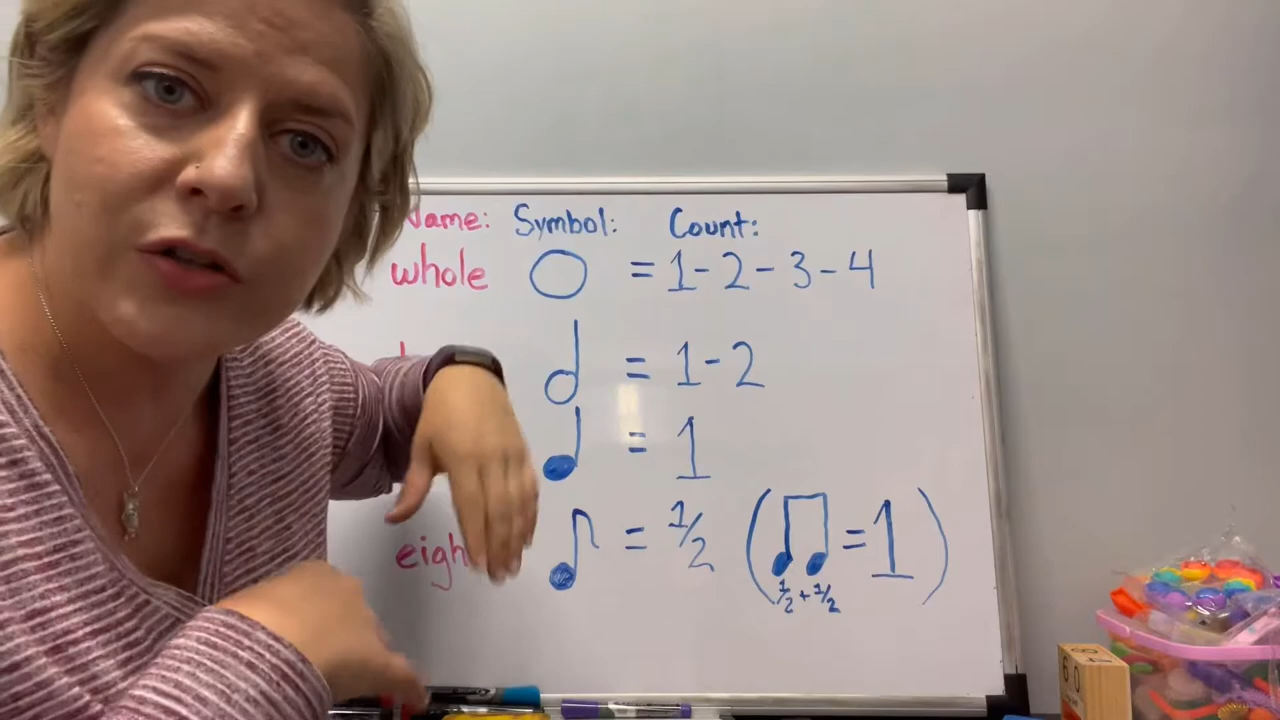 Name: Symbol: Count:
whole = 1-2-3-4
= 1-2
= 1
= 1/2 ( = 1)
1/2 + 1/2